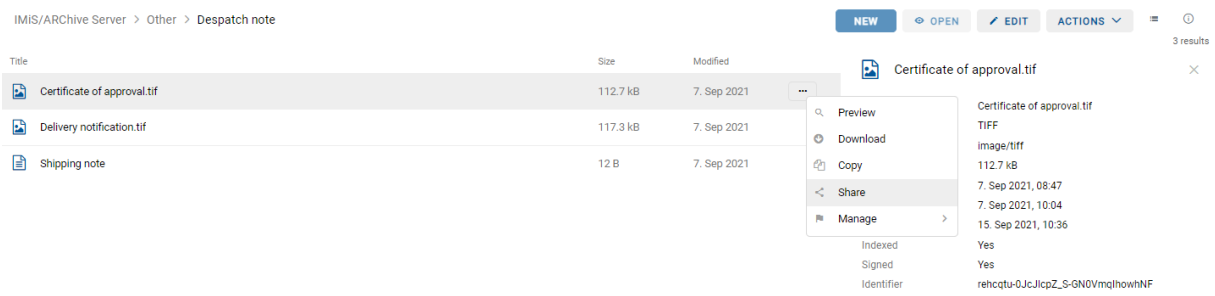 IMiS/ARChive Server > Other > Despatch note
NEW
OPEN
EDIT
ACTIONS
3 results
Title Size Modified
Certificate of approval.tif 112.7 kB 7. Sep 2021 ...
Delivery notification.tif 117.3 kB 7. Sep 2021
Shipping note 12 B 7. Sep 2021
Preview
Download
Copy
Share
Manage >
Certificate of approval.tif
Certificate of approval.tif
TIFF
image/tiff
112.7 kB
7. Sep 2021, 08:47
7. Sep 2021, 10:04
15. Sep 2021, 10:36
Indexed Yes
Signed Yes
Identifier rehcqtu-0JcJlcpZ_S-GN0VmqlhowhNF